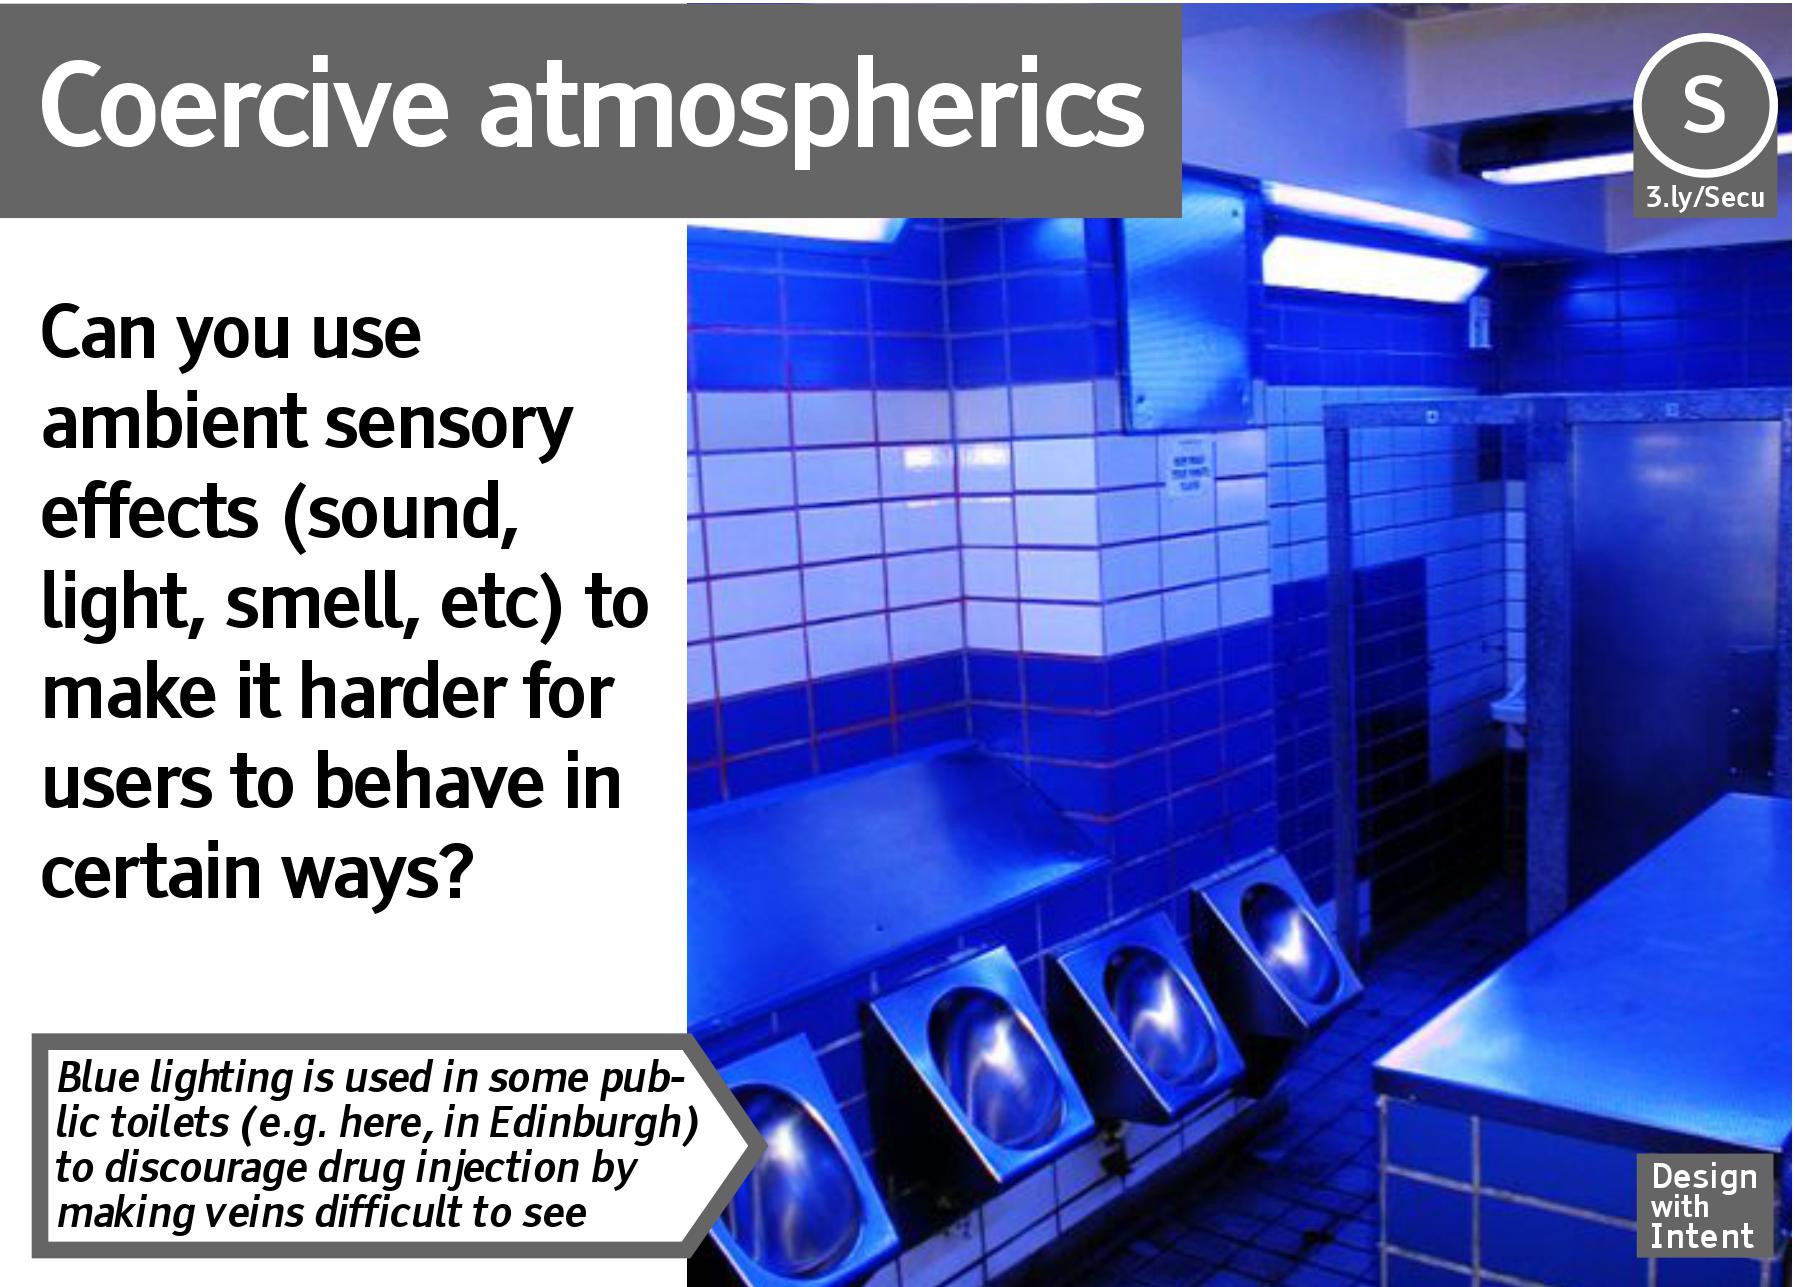 Coercive atmospherics
S
3.ly/Secu
Can you use
ambient sensory
effects (sound,
light, smell, etc) to
make it harder for
users to behave in
certain ways?
Blue lighting is used in some pub-
lic toilets (e.g. here, in Edinburgh)
to discourage drug injection by
making veins difficult to see
Design
with
Intent